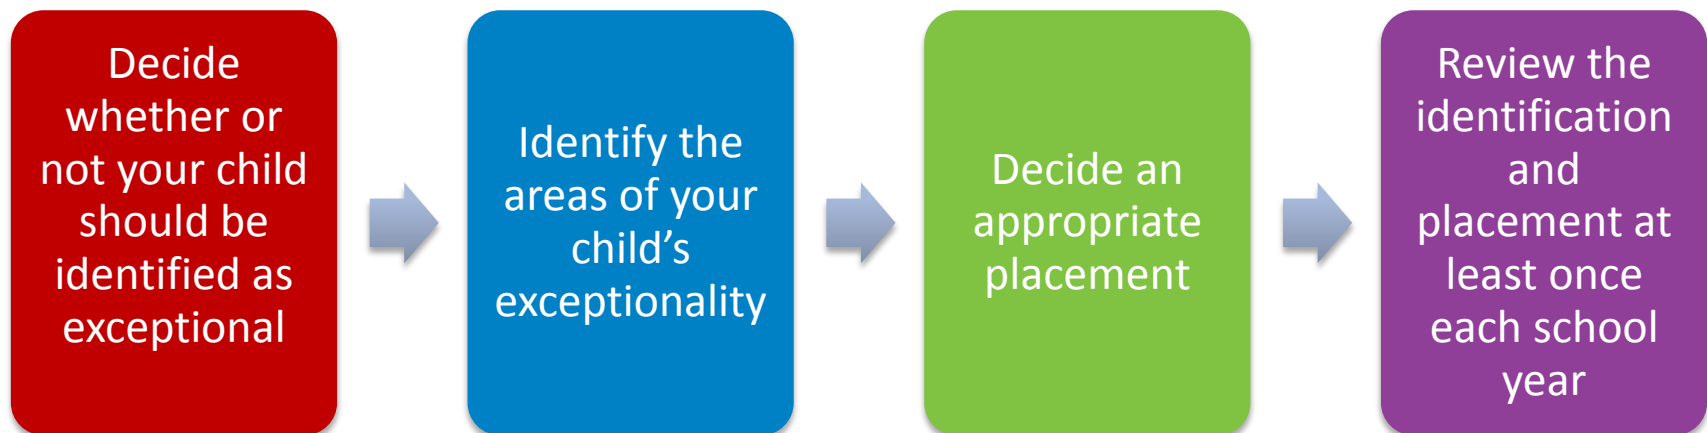 Decide
whether or
not your child
should be
identified as
exceptional
Identify the
areas of your
child’s
exceptionality
Decide an
appropriate
placement
Review the
identification
and
placement at
least once
each school
year